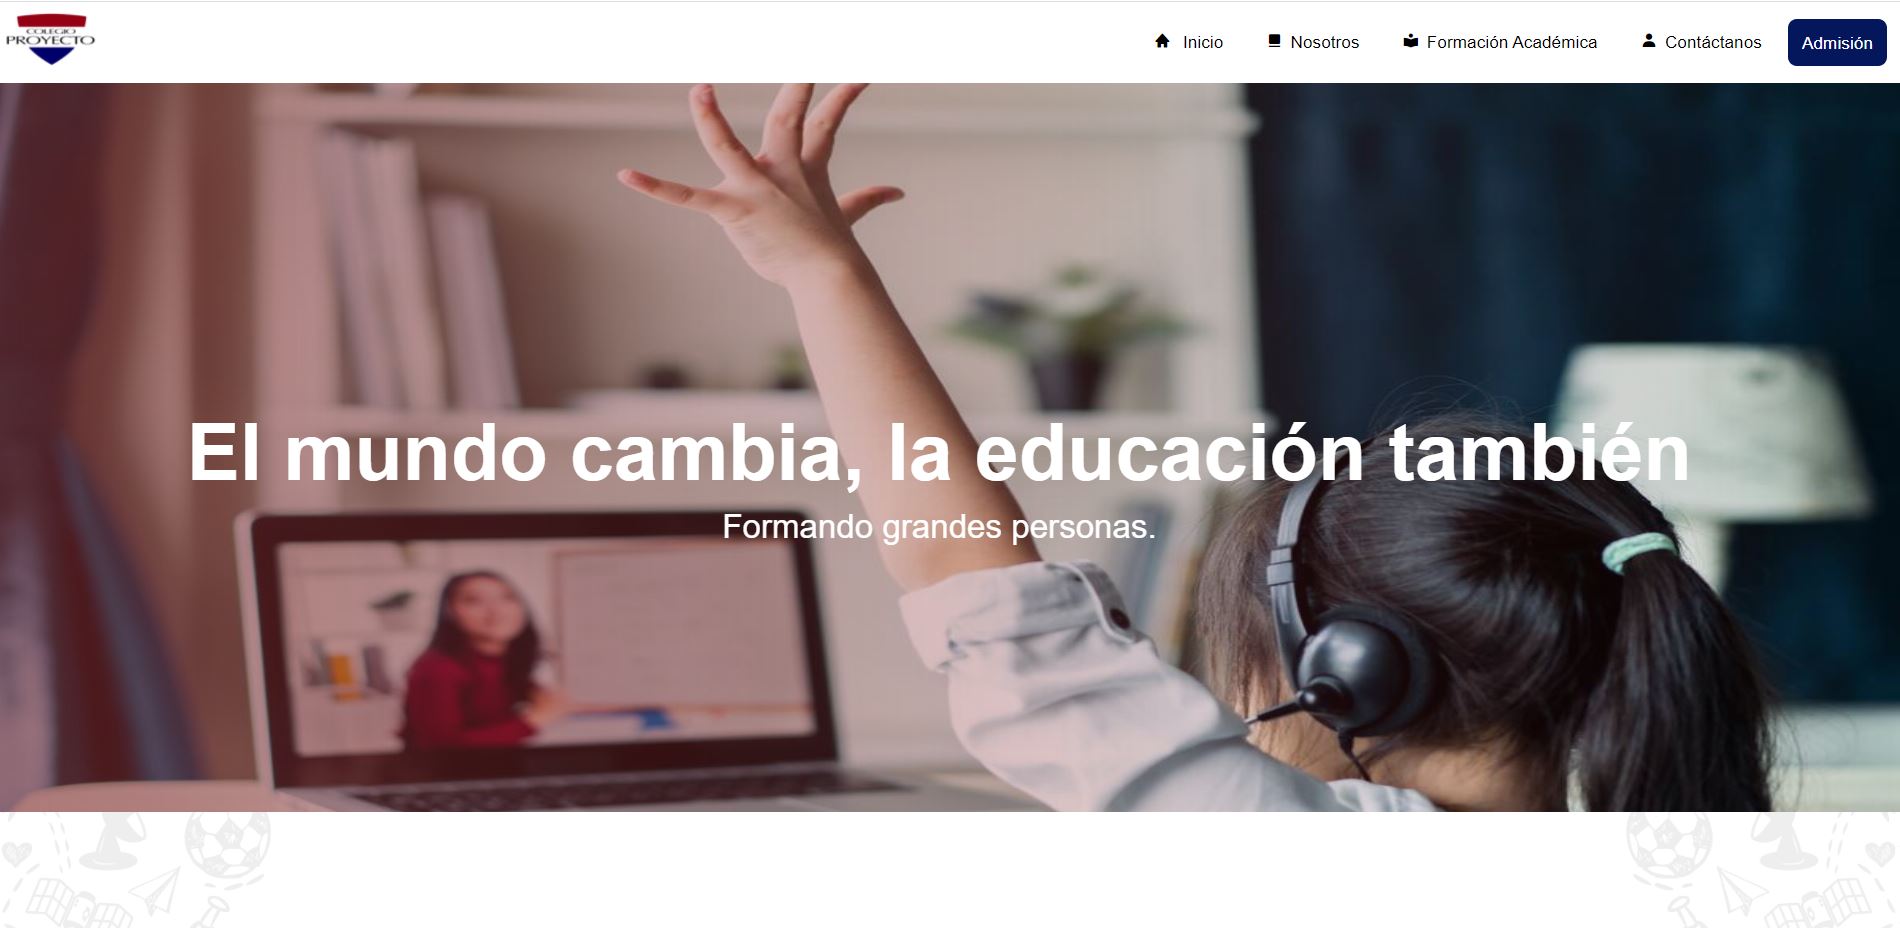 COLEGIO
PROYECTO
Inicio
Nosotros
Formación Académica
Contáctanos
Admisión
El mundo cambia, la educación también
Formando grandes personas.